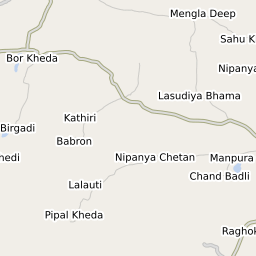 Mengla Deep
Sahu K
Bor Kheda
Nipanya
Lasudiya Bhama
Kathiri
Birgadi
Babron
hedi
Nipanya Chetan
Manpura
Chand Badli
Lalauti
Pipal Kheda
Raghok